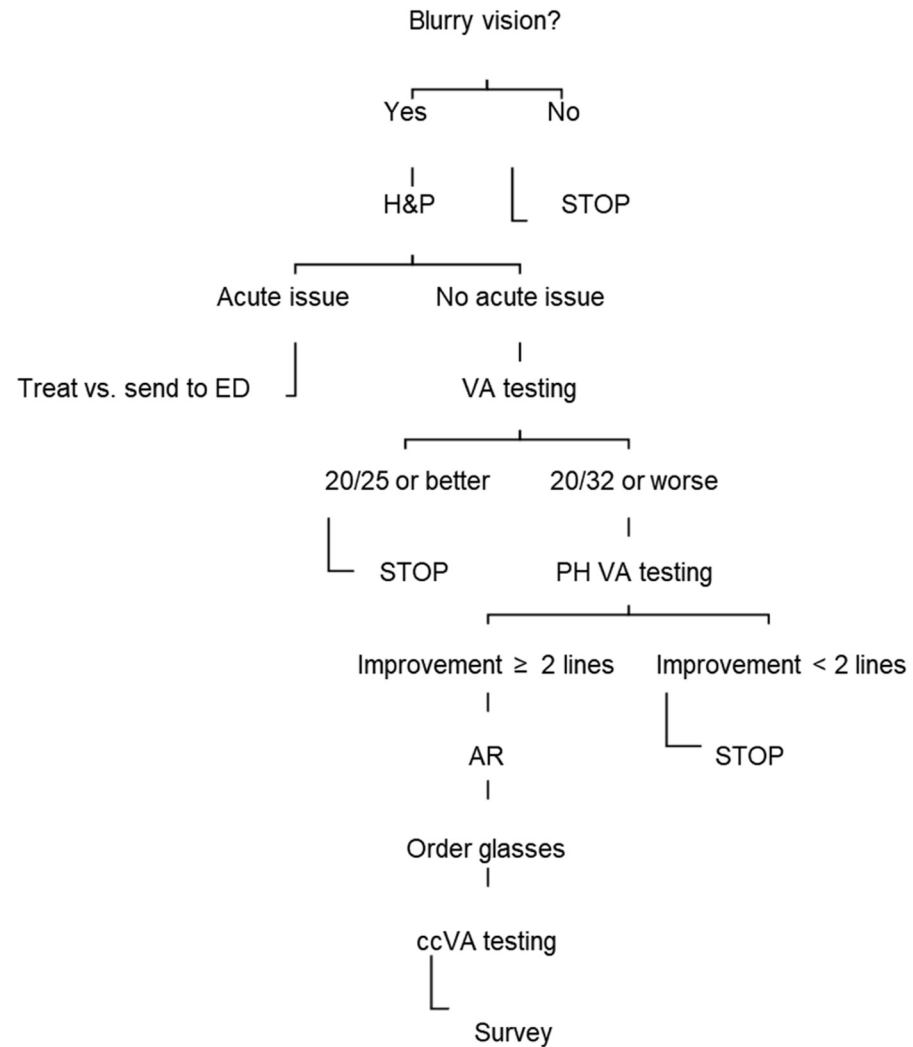 Blurry vision?
Yes No
H&P STOP
Acute issue No acute issue
Treat vs. send to ED VA testing
20/25 or better 20/32 or worse
STOP PH VA testing
Improvement ≥ 2 lines Improvement < 2 lines
AR STOP
Order glasses
ccVA testing
Survey